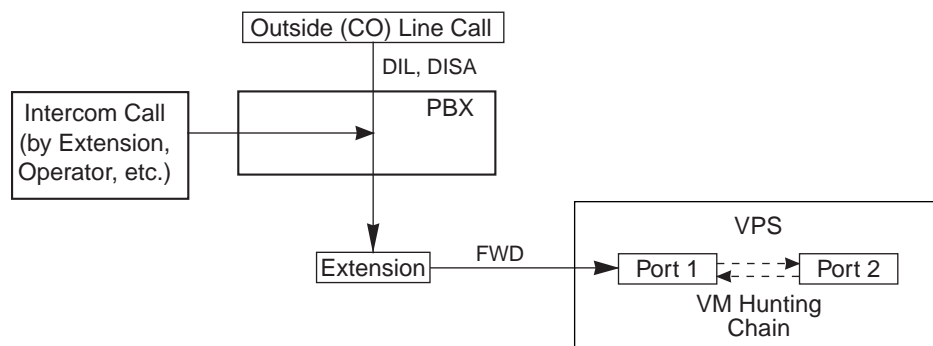 Outside (CO) Line Call
DIL, DISA
PBX
Intercom Call
(by Extension,
Operator, etc.)
VPS
Extension
FWD
Port 1
Port 2
VM Hunting
Chain